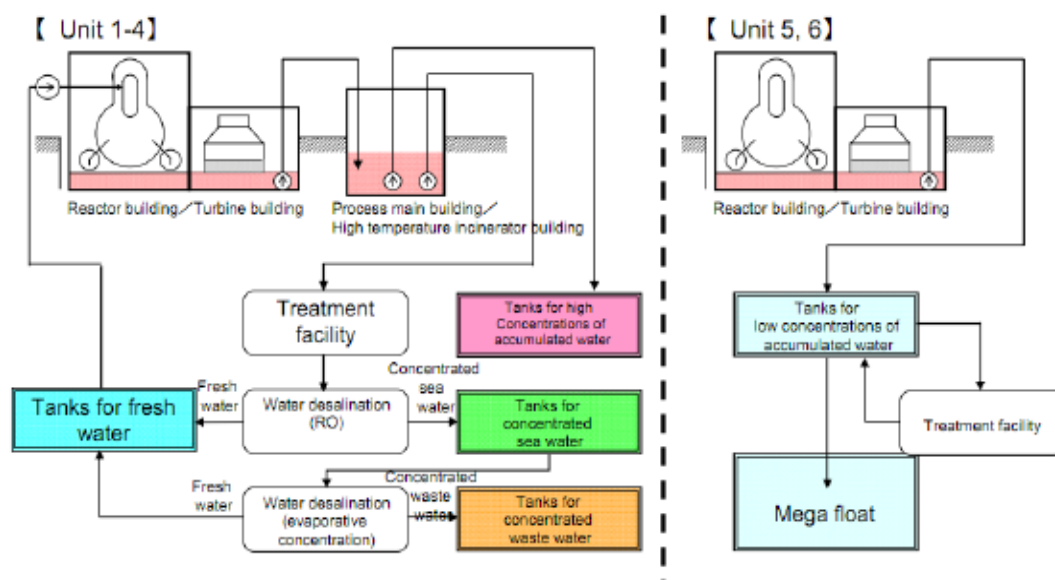 【 Unit 1-4】
Reactor building／Turbine building
Process main building／
High temperature incinerator building
Treatment
facility
Tanks for high
Concentrations of
accumulated water
Fresh
water
Water desalination
(RO)
Concentrated
sea
water
Tanks for fresh
water
Tanks for
concentrated
sea water
Fresh
water
Water desalination
(evaporative
concentration)
Concentrated
waste
water
Tanks for
concentrated
waste water
【 Unit 5, 6】
Reactor building／Turbine building
Tanks for
low concentrations of
accumulated water
Treatment facility
Mega float